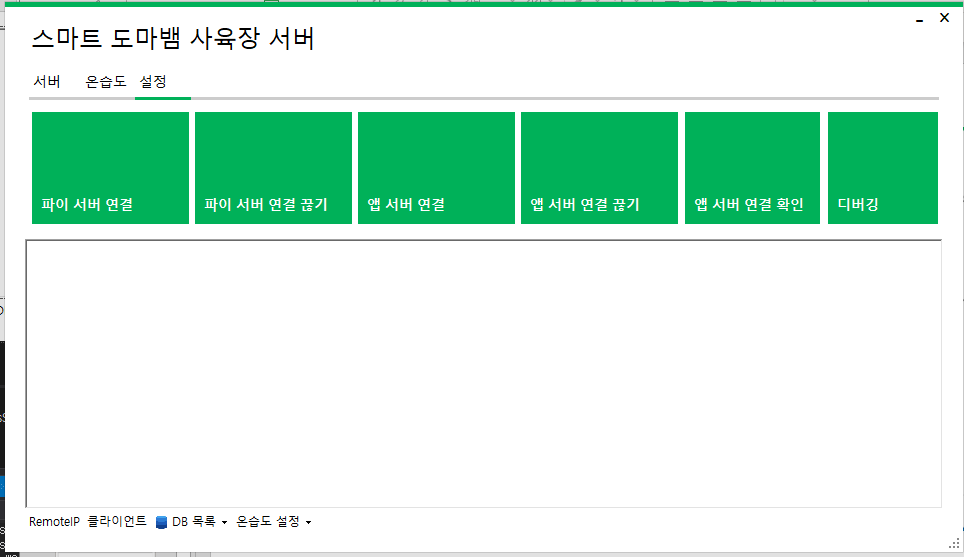 스마트 도마뱀 사육장 서버
서버 온습도 설정
파이 서버 연결 파이 서버 연결 끊기 앱 서버 연결 앱 서버 연결 끊기 앱 서버 연결 확인 디버깅
RemoteIP 클라이언트 DB 목록 온습도 설정